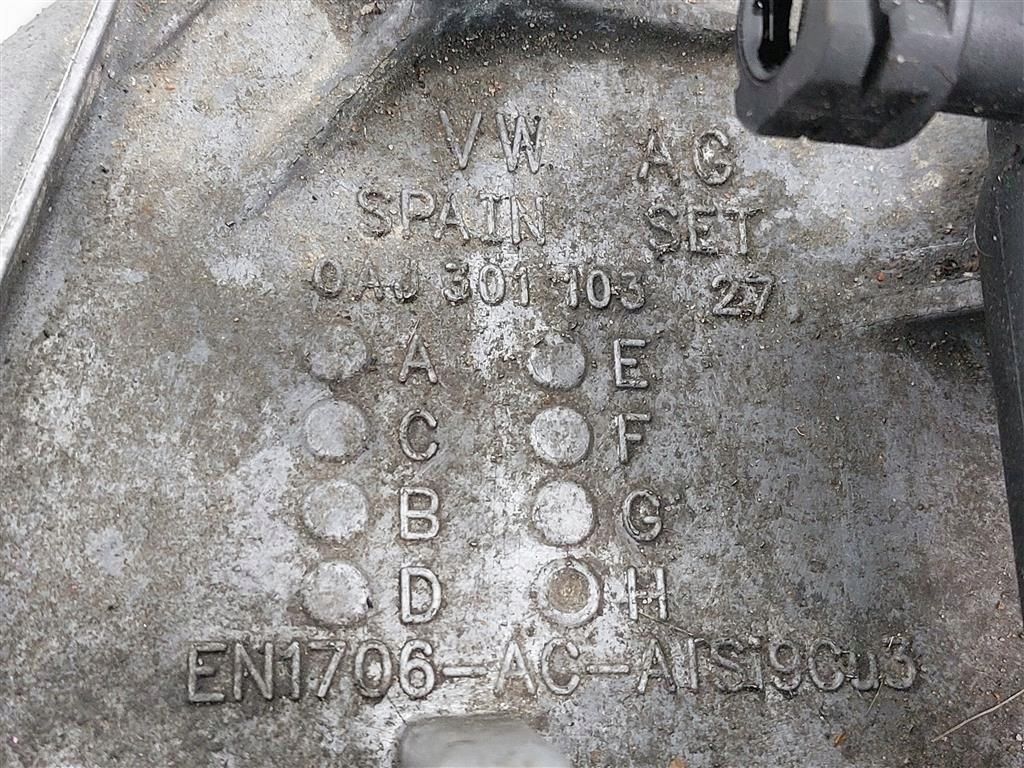 VW AG
SPAIN SET
0AJ 301 103 27
A E
C F
B G
D H
EN1706-AC-AlSi9Cu3